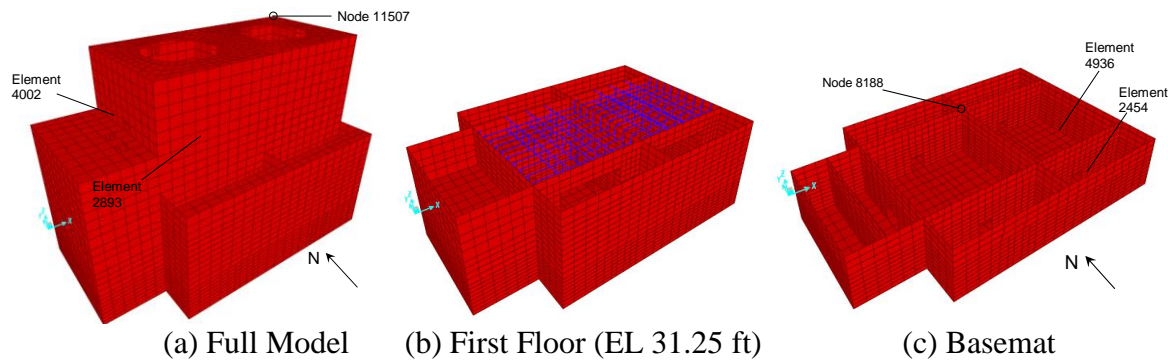 Node 11507
Element
4002
Element
2893
X
N
(a) Full Model
X
(b) First Floor (EL 31.25 ft)
Node 8188
Element
4936
Element
2454
X
N
(c) Basemat